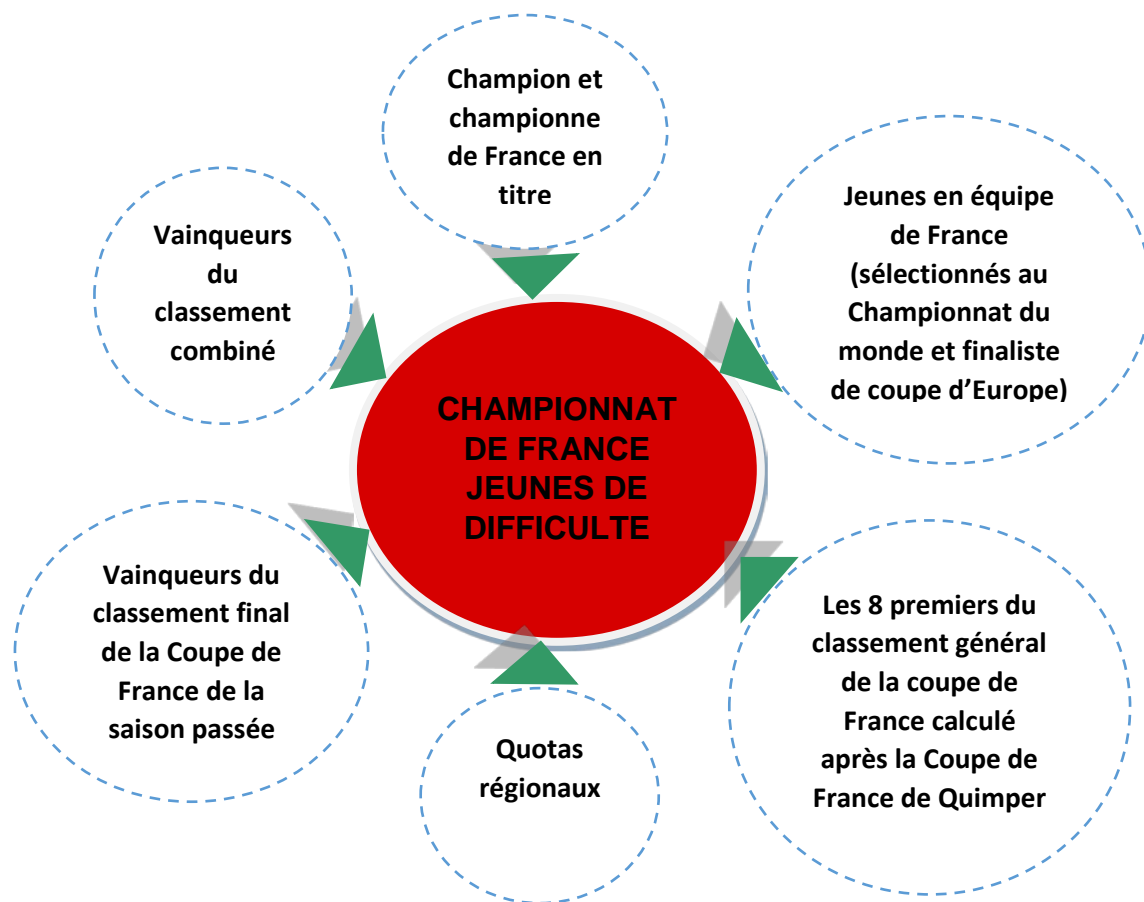 Champion et
championne
de France en
titre
Vainqueurs
du
classement
combiné
Jeunes en équipe
de France
(sélectionnés au
Championnat du
monde et finaliste
de coupe d’Europe)
CHAMPIONNAT
DE FRANCE
JEUNES DE
DIFFICULTE
Vainqueurs du
classement final
de la Coupe de
France de la
saison passée
Quotas
régionaux
Les 8 premiers du
classement général
de la coupe de
France calculé
après la Coupe de
France de Quimper